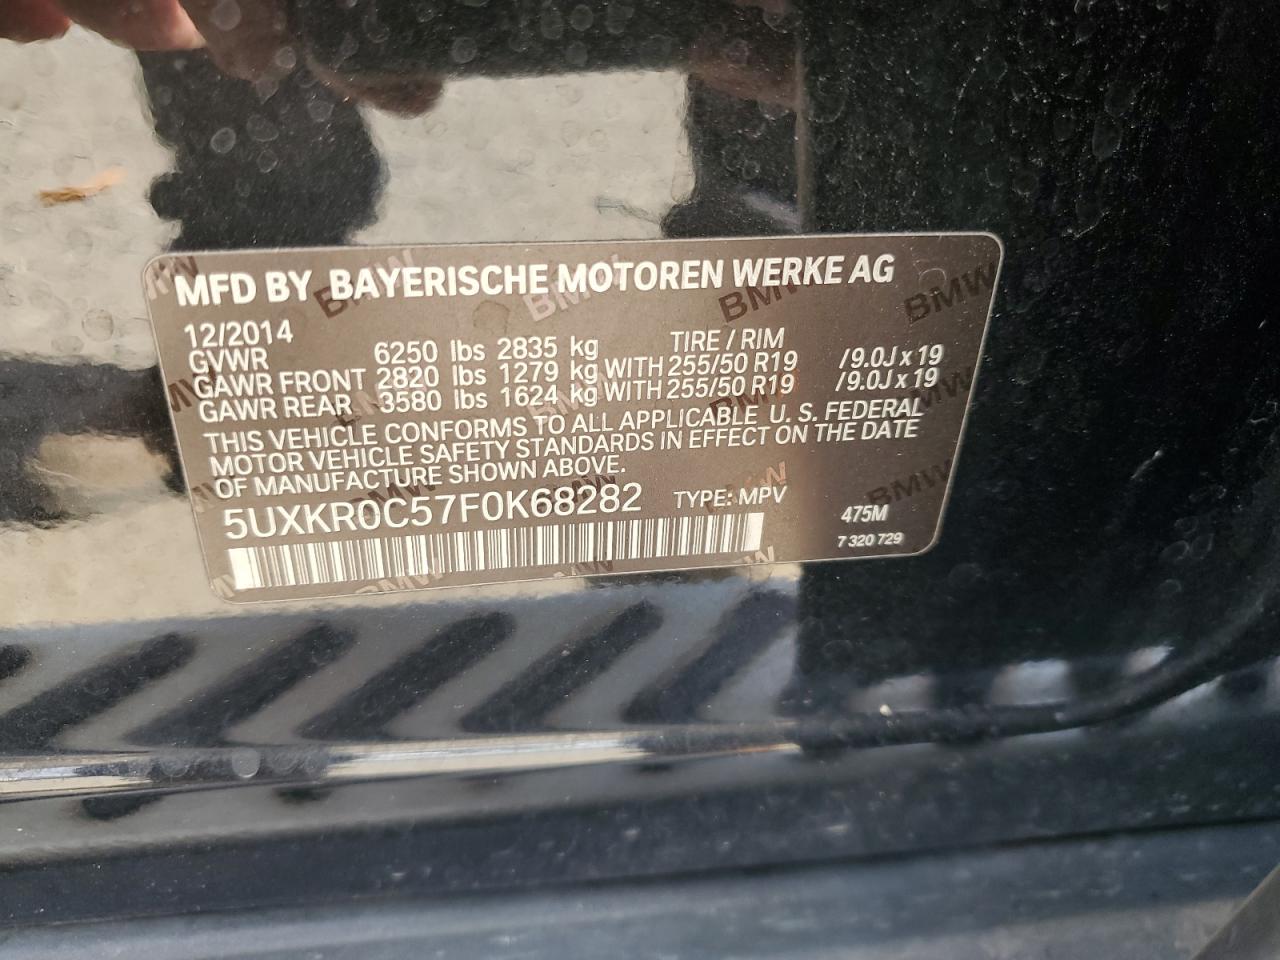 MFD BY BAYERISCHE MOTOREN WERKE AG
12/2014 TIRE / RIM
GVWR 6250 lbs 2835 kg
GAWR FRONT 2820 lbs 1279 kg WITH 255/50 R19 /9.0J x 19
GAWR REAR 3580 lbs 1624 kg WITH 255/50 R19 /9.0J x 19
THIS VEHICLE CONFORMS TO ALL APPLICABLE U. S. FEDERAL
MOTOR VEHICLE SAFETY STANDARDS IN EFFECT ON THE DATE
OF MANUFACTURE SHOWN ABOVE.
5UXKR0C57F0K68282 TYPE: MPV 475M
7 320 729